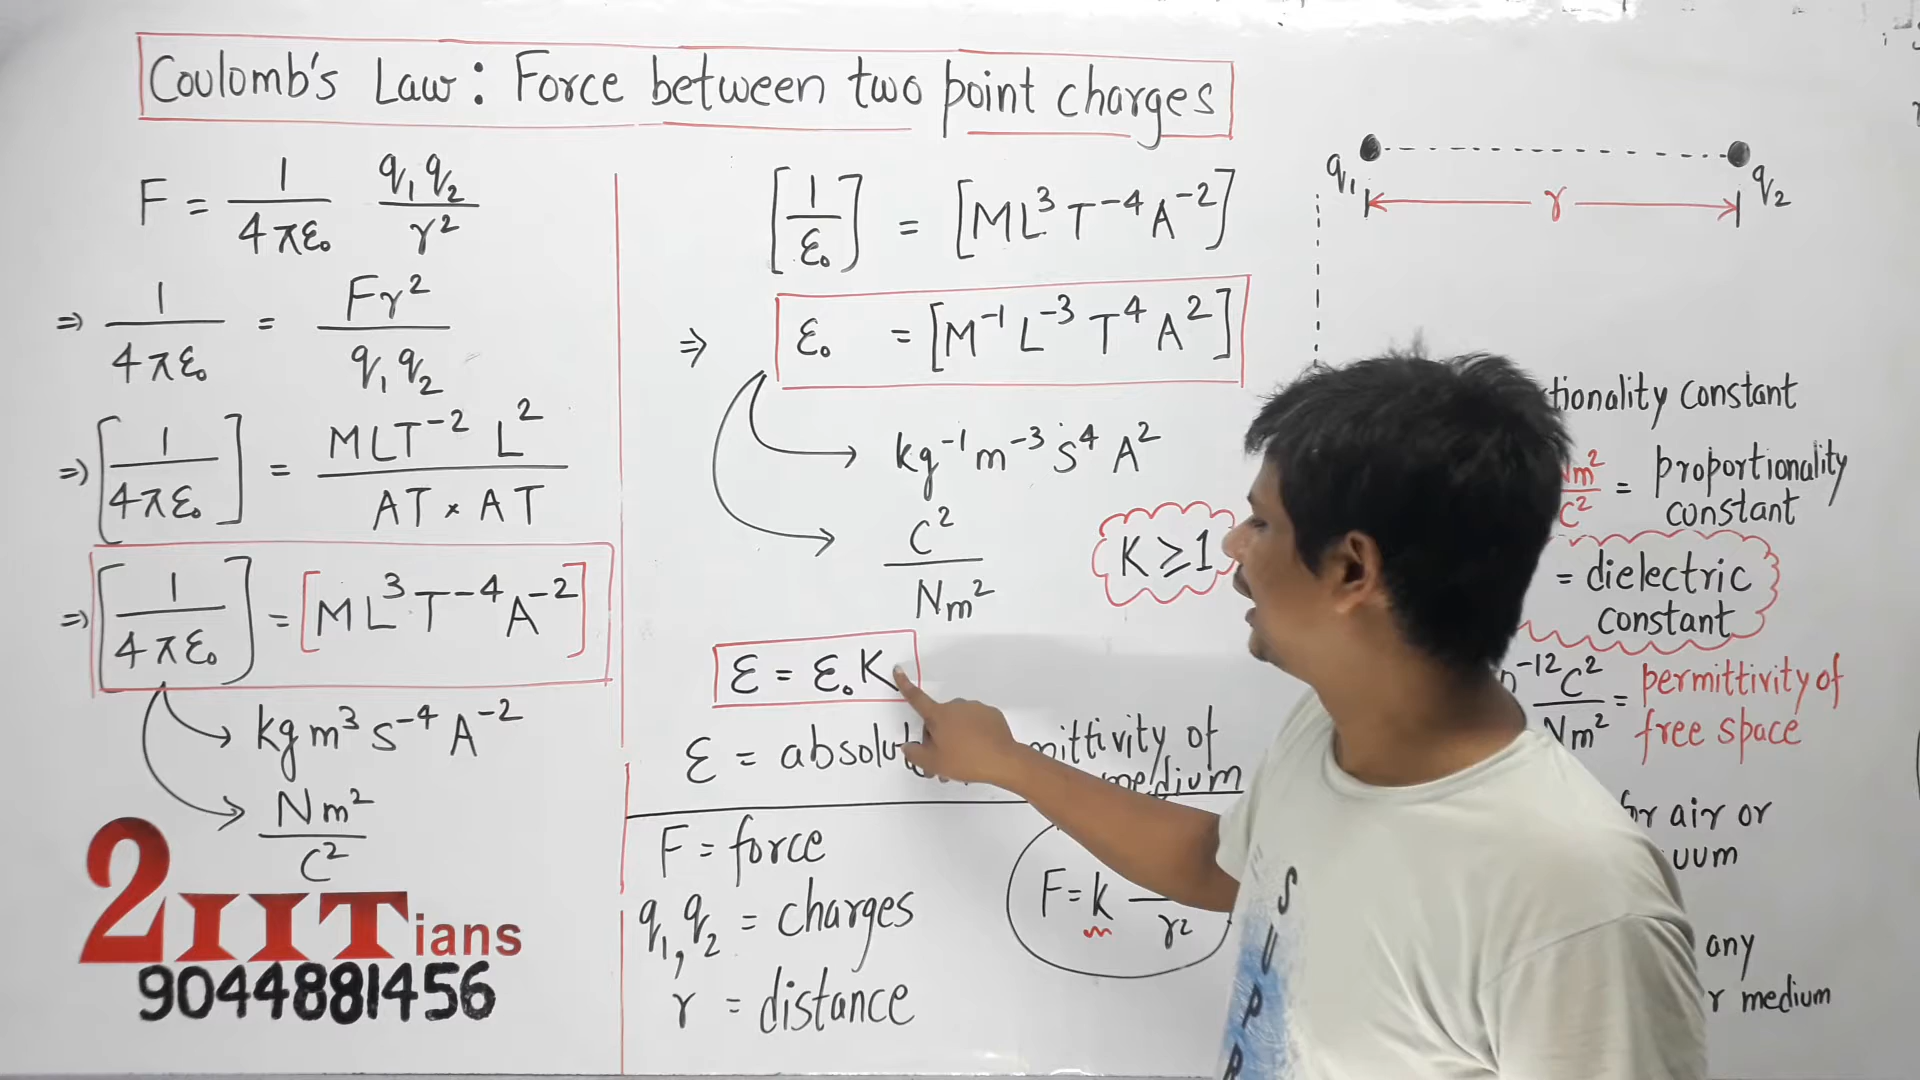 Coulomb's Law: Force between two point charges
F = 1/4πε₀ q₁q₂/r²
⇒ 1/4πε₀ = Fr²/q₁q₂
⇒ [1/4πε₀] = MLT⁻² L²/AT × AT
⇒ [1/4πε₀] = [ML³T⁻⁴A⁻²]
kg m³ s⁻⁴ A⁻²
Nm²/C²
2IITians
9044881456
[1/ε₀] = [ML³T⁻⁴A⁻²]
⇒ ε₀ = [M⁻¹L⁻³T⁴A²]
kg⁻¹m⁻³s⁴A²
C²/Nm²
K ≥ 1
ε = ε₀K
ε = of
medium
F = force
q₁, q₂ = charges
r = distance
F = k /r²
q₁ q₂
r
constant
Nm²/C² = proportionality
constant
= dielectric
constant
⁻¹² C²/Nm² = permittivity of
free space
air or
any
medium
SUPR